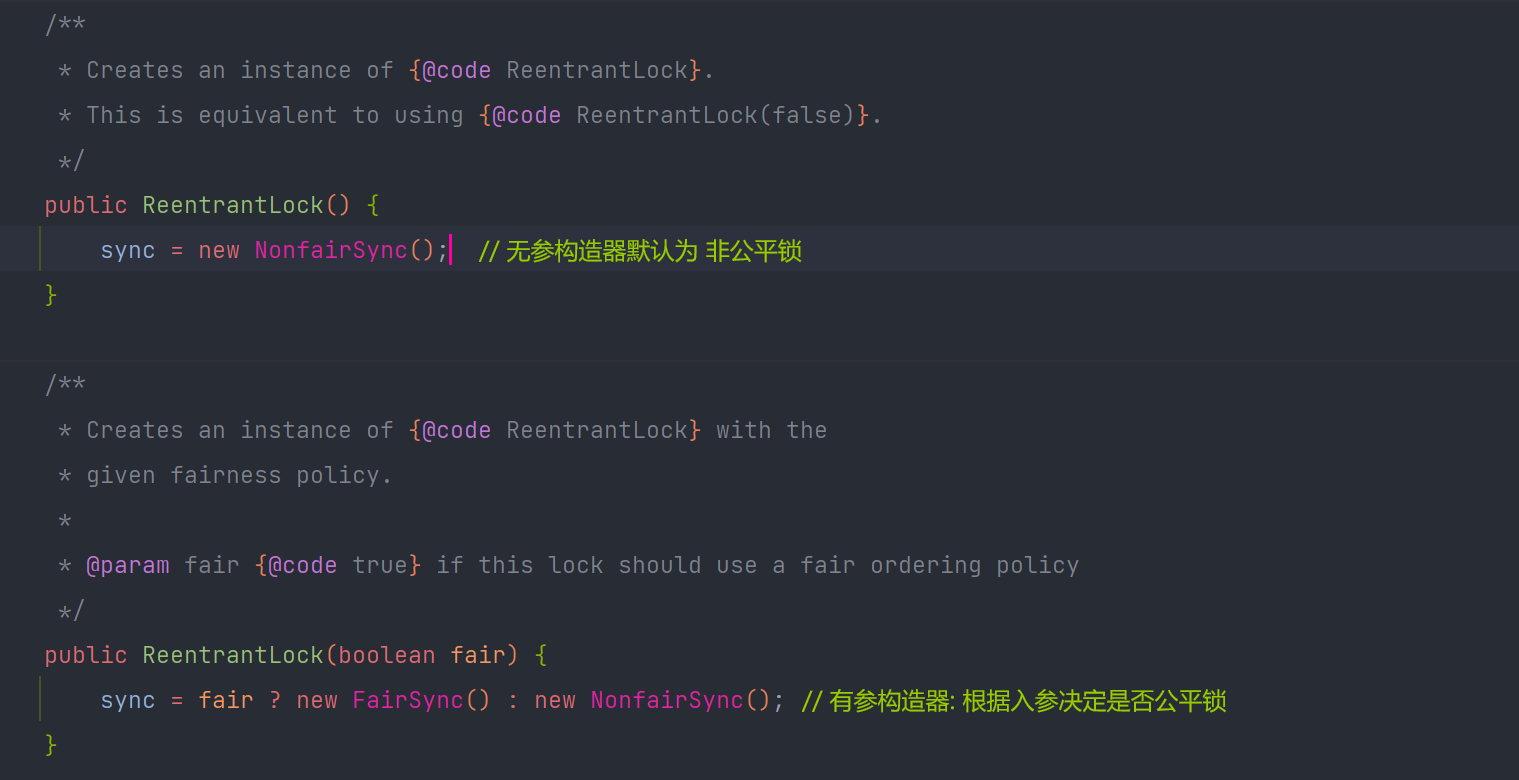 /**
 * Creates an instance of {@code ReentrantLock}.
 * This is equivalent to using {@code ReentrantLock(false)}.
 */
public ReentrantLock() {
    sync = new NonfairSync();  // 无参构造器默认为 非公平锁
}
/**
 * Creates an instance of {@code ReentrantLock} with the
 * given fairness policy.
 *
 * @param fair {@code true} if this lock should use a fair ordering policy
 */
public ReentrantLock(boolean fair) {
    sync = fair ? new FairSync() : new NonfairSync(); // 有参构造器: 根据入参决定是否公平锁
}